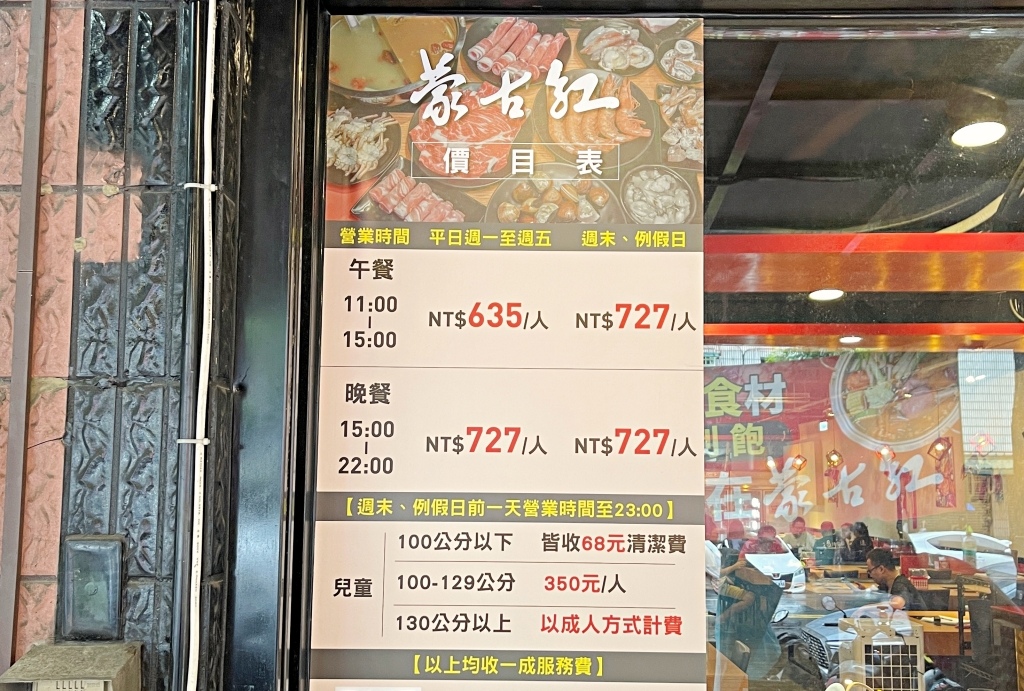 蒙古紅
價目表
營業時間 平日週一至週五 週末、例假日
午餐
11:00
|
15:00
NT$635/人 NT$727/人
晚餐
15:00
|
22:00
NT$727/人 NT$727/人
【週末、例假日前一天營業時間至23:00】
兒童
100公分以下 皆收68元清潔費
100-129公分 350元/人
130公分以上 以成人方式計費
【以上均收一成服務費】
食材
到飽
在蒙古紅